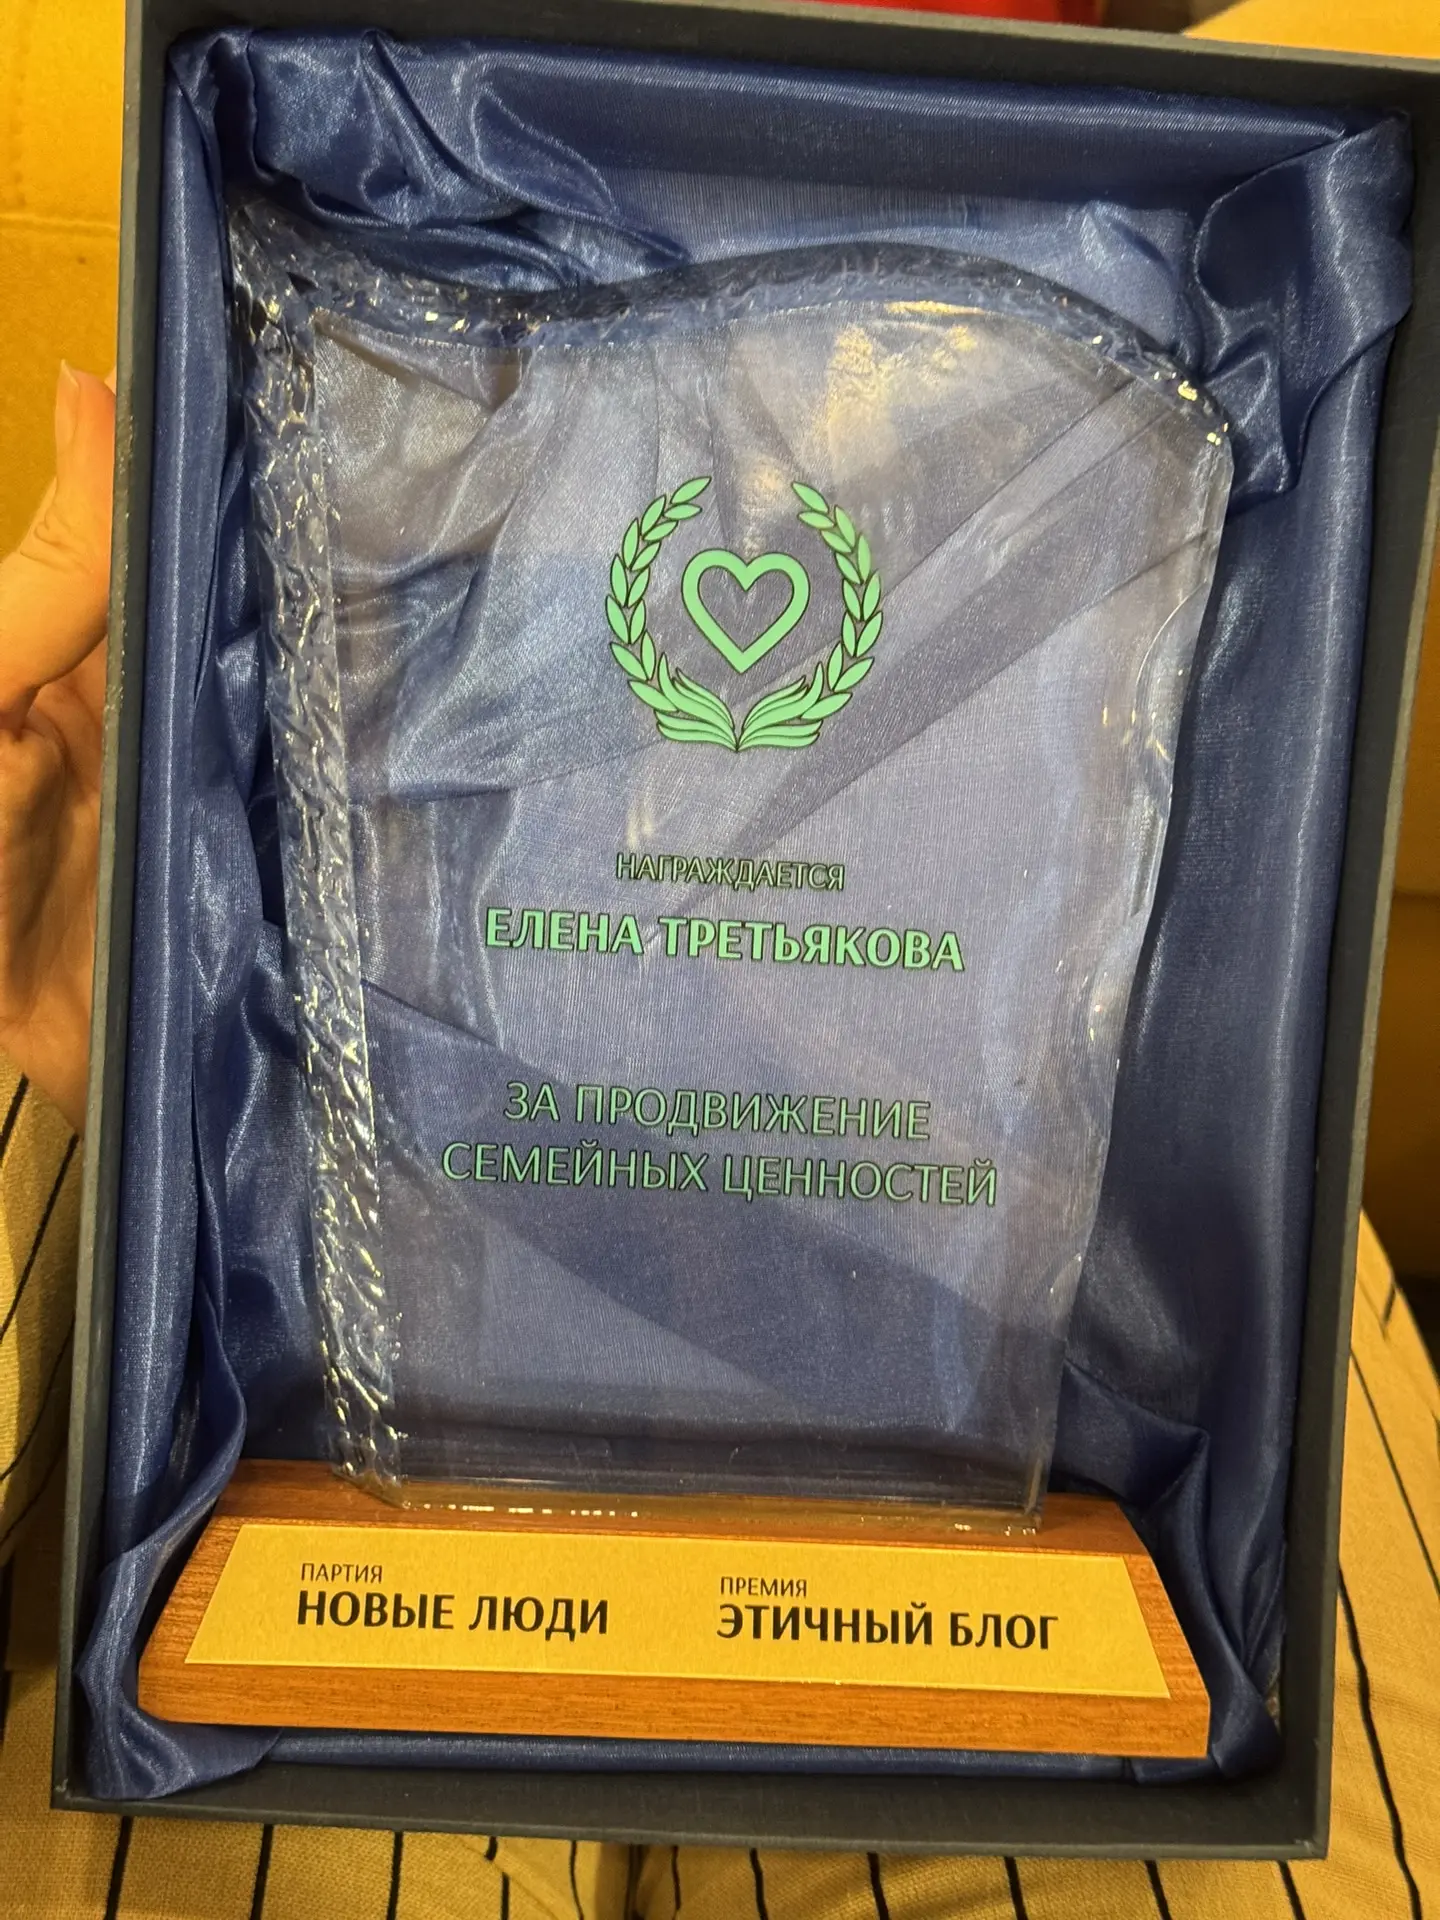 НАГРАЖДАЕТСЯ
ЕЛЕНА ТРЕТЬЯКОВА
ЗА ПРОДВИЖЕНИЕ
СЕМЕЙНЫХ ЦЕННОСТЕЙ
ПАРТИЯ
НОВЫЕ ЛЮДИ
ПРЕМИЯ
ЭТИЧНЫЙ БЛОГ